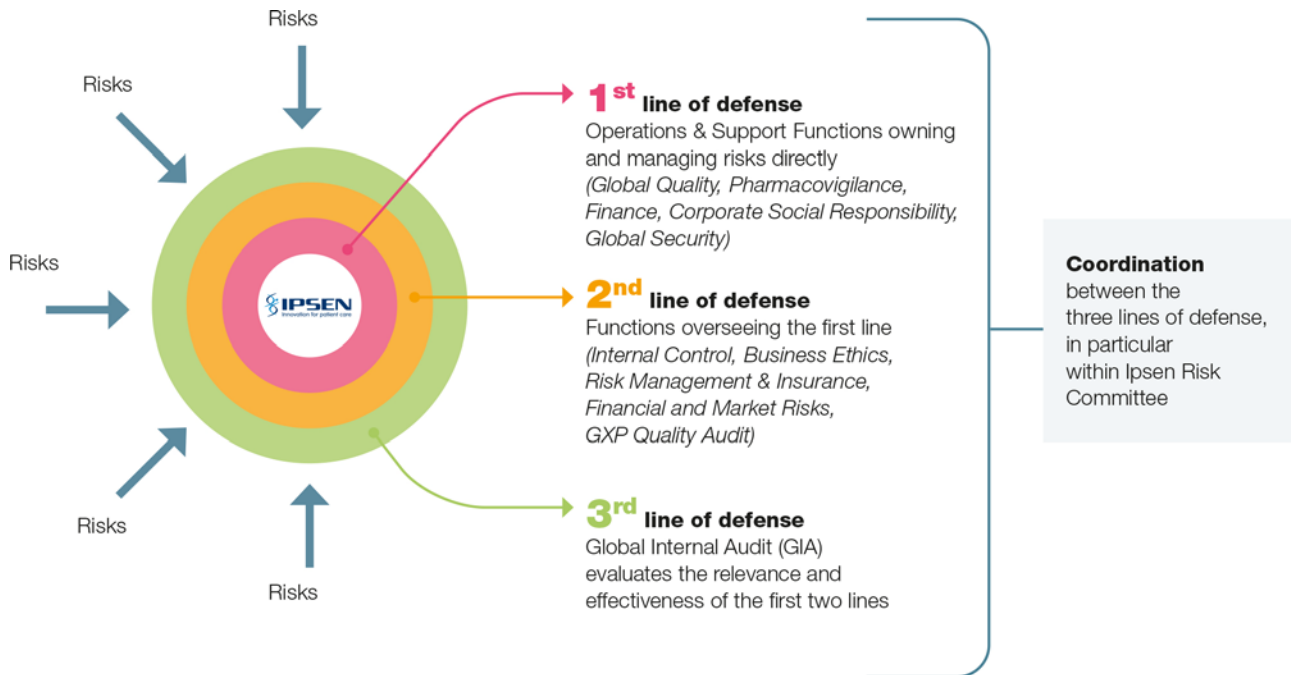 Risks
Risks
Risks
Risks
Risks
IPSEN
Innovation for patient care
1st line of defense
Operations & Support Functions owning
and managing risks directly
(Global Quality, Pharmacovigilance,
Finance, Corporate Social Responsibility,
Global Security)
2nd line of defense
Functions overseeing the first line
(Internal Control, Business Ethics,
Risk Management & Insurance,
Financial and Market Risks,
GXP Quality Audit)
3rd line of defense
Global Internal Audit (GIA)
evaluates the relevance and
effectiveness of the first two lines
Coordination
between the
three lines of defense,
in particular
within Ipsen Risk
Committee